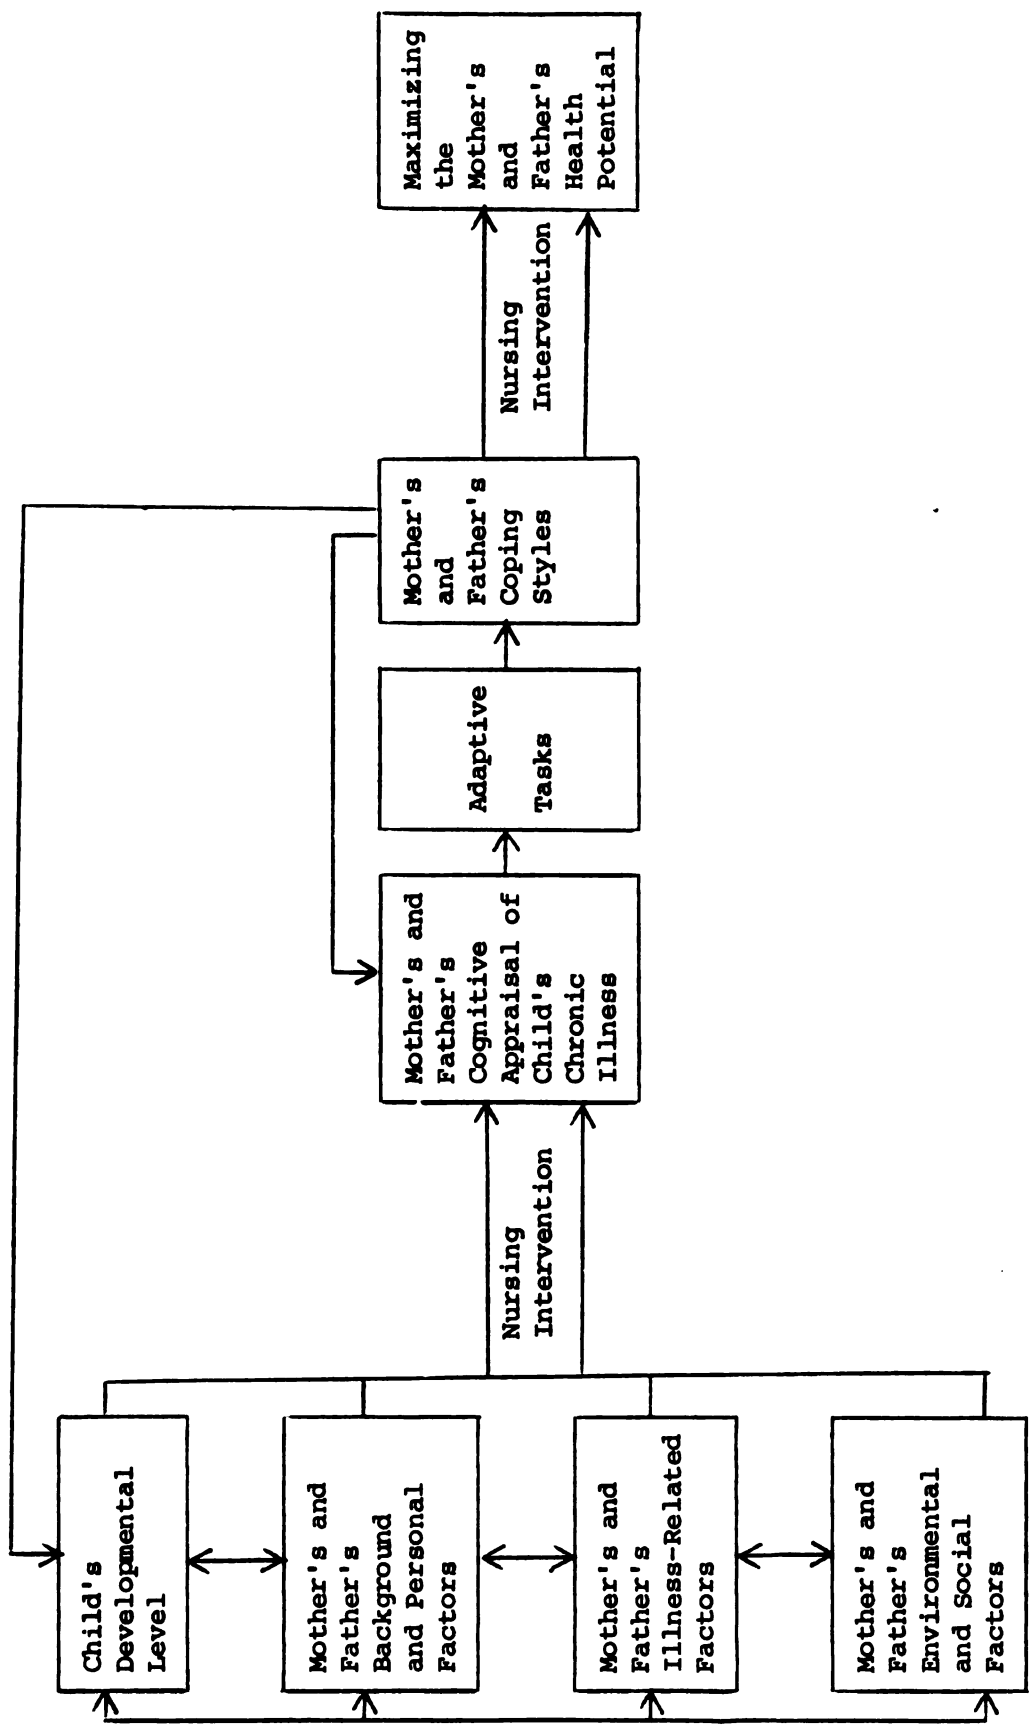 Child's
Developmental
Level
Mother's and
Father's
Background
and Personal
Factors
Mother's and
Father's
Illness-Related
Factors
Mother's and
Father's
Environmental
and Social
Factors
Nursing
Intervention
Mother's and
Father's
Cognitive
Appraisal of
Child's
Chronic
Illness
Adaptive
Tasks
Mother's
and
Father's
Coping
Styles
Nursing
Intervention
Maximizing
the
Mother's
and
Father's
Health
Potential